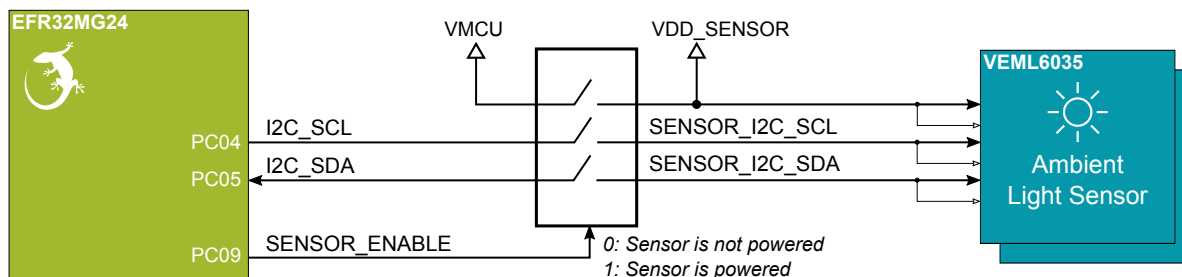 EFR32MG24
VMCU
VDD_SENSOR
VEML6035
PC04
I2C_SCL
SENSOR_I2C_SCL
PC05
I2C_SDA
SENSOR_I2C_SDA
Ambient
Light Sensor
PC09
SENSOR_ENABLE
0: Sensor is not powered
1: Sensor is powered